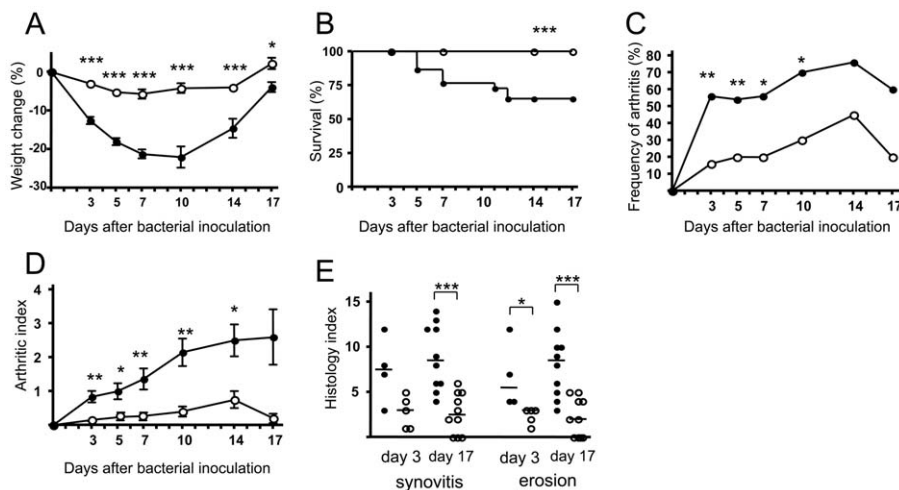 A
***
***
***
***
***
*
0
-10
-20
-30
Weight change (%)
3 5 7 10 14 17
Days after bacterial inoculation
B
***
100
75
50
25
0
Survival (%)
3 5 7 10 14 17
Days after bacterial inoculation
C
80
70
60
50
40
30
20
10
0
**
**
*
*
Frequency of arthritis (%)
3 5 7 10 14 17
Days after bacterial inoculation
D
4
3
2
1
**
*
**
**
*
Arthritic index
3 5 7 10 14 17
Days after bacterial inoculation
E
15
10
5
***
*
***
Histology index
day 3 day 17 day 3 day 17
synovitis erosion